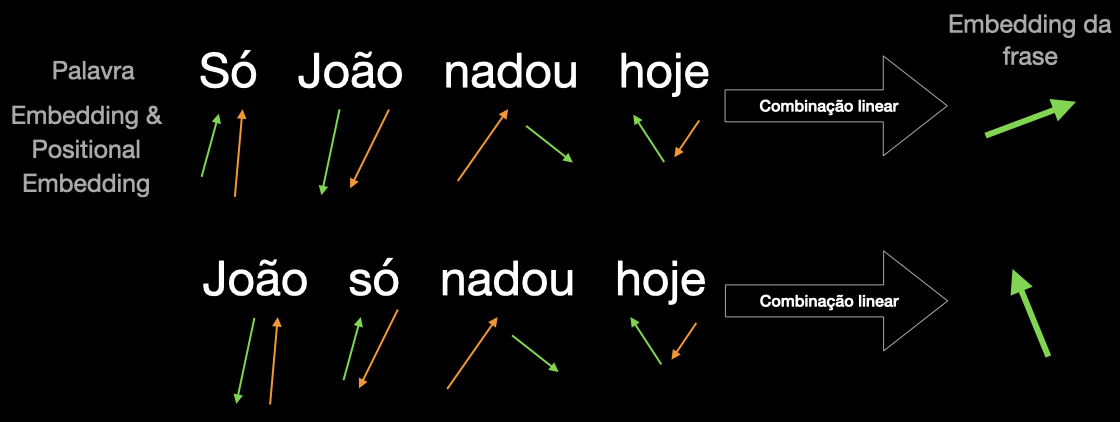 Embedding da
frase
Palavra
Só João nadou hoje
Combinação linear
Embedding &
Positional
Embedding
João só nadou hoje
Combinação linear